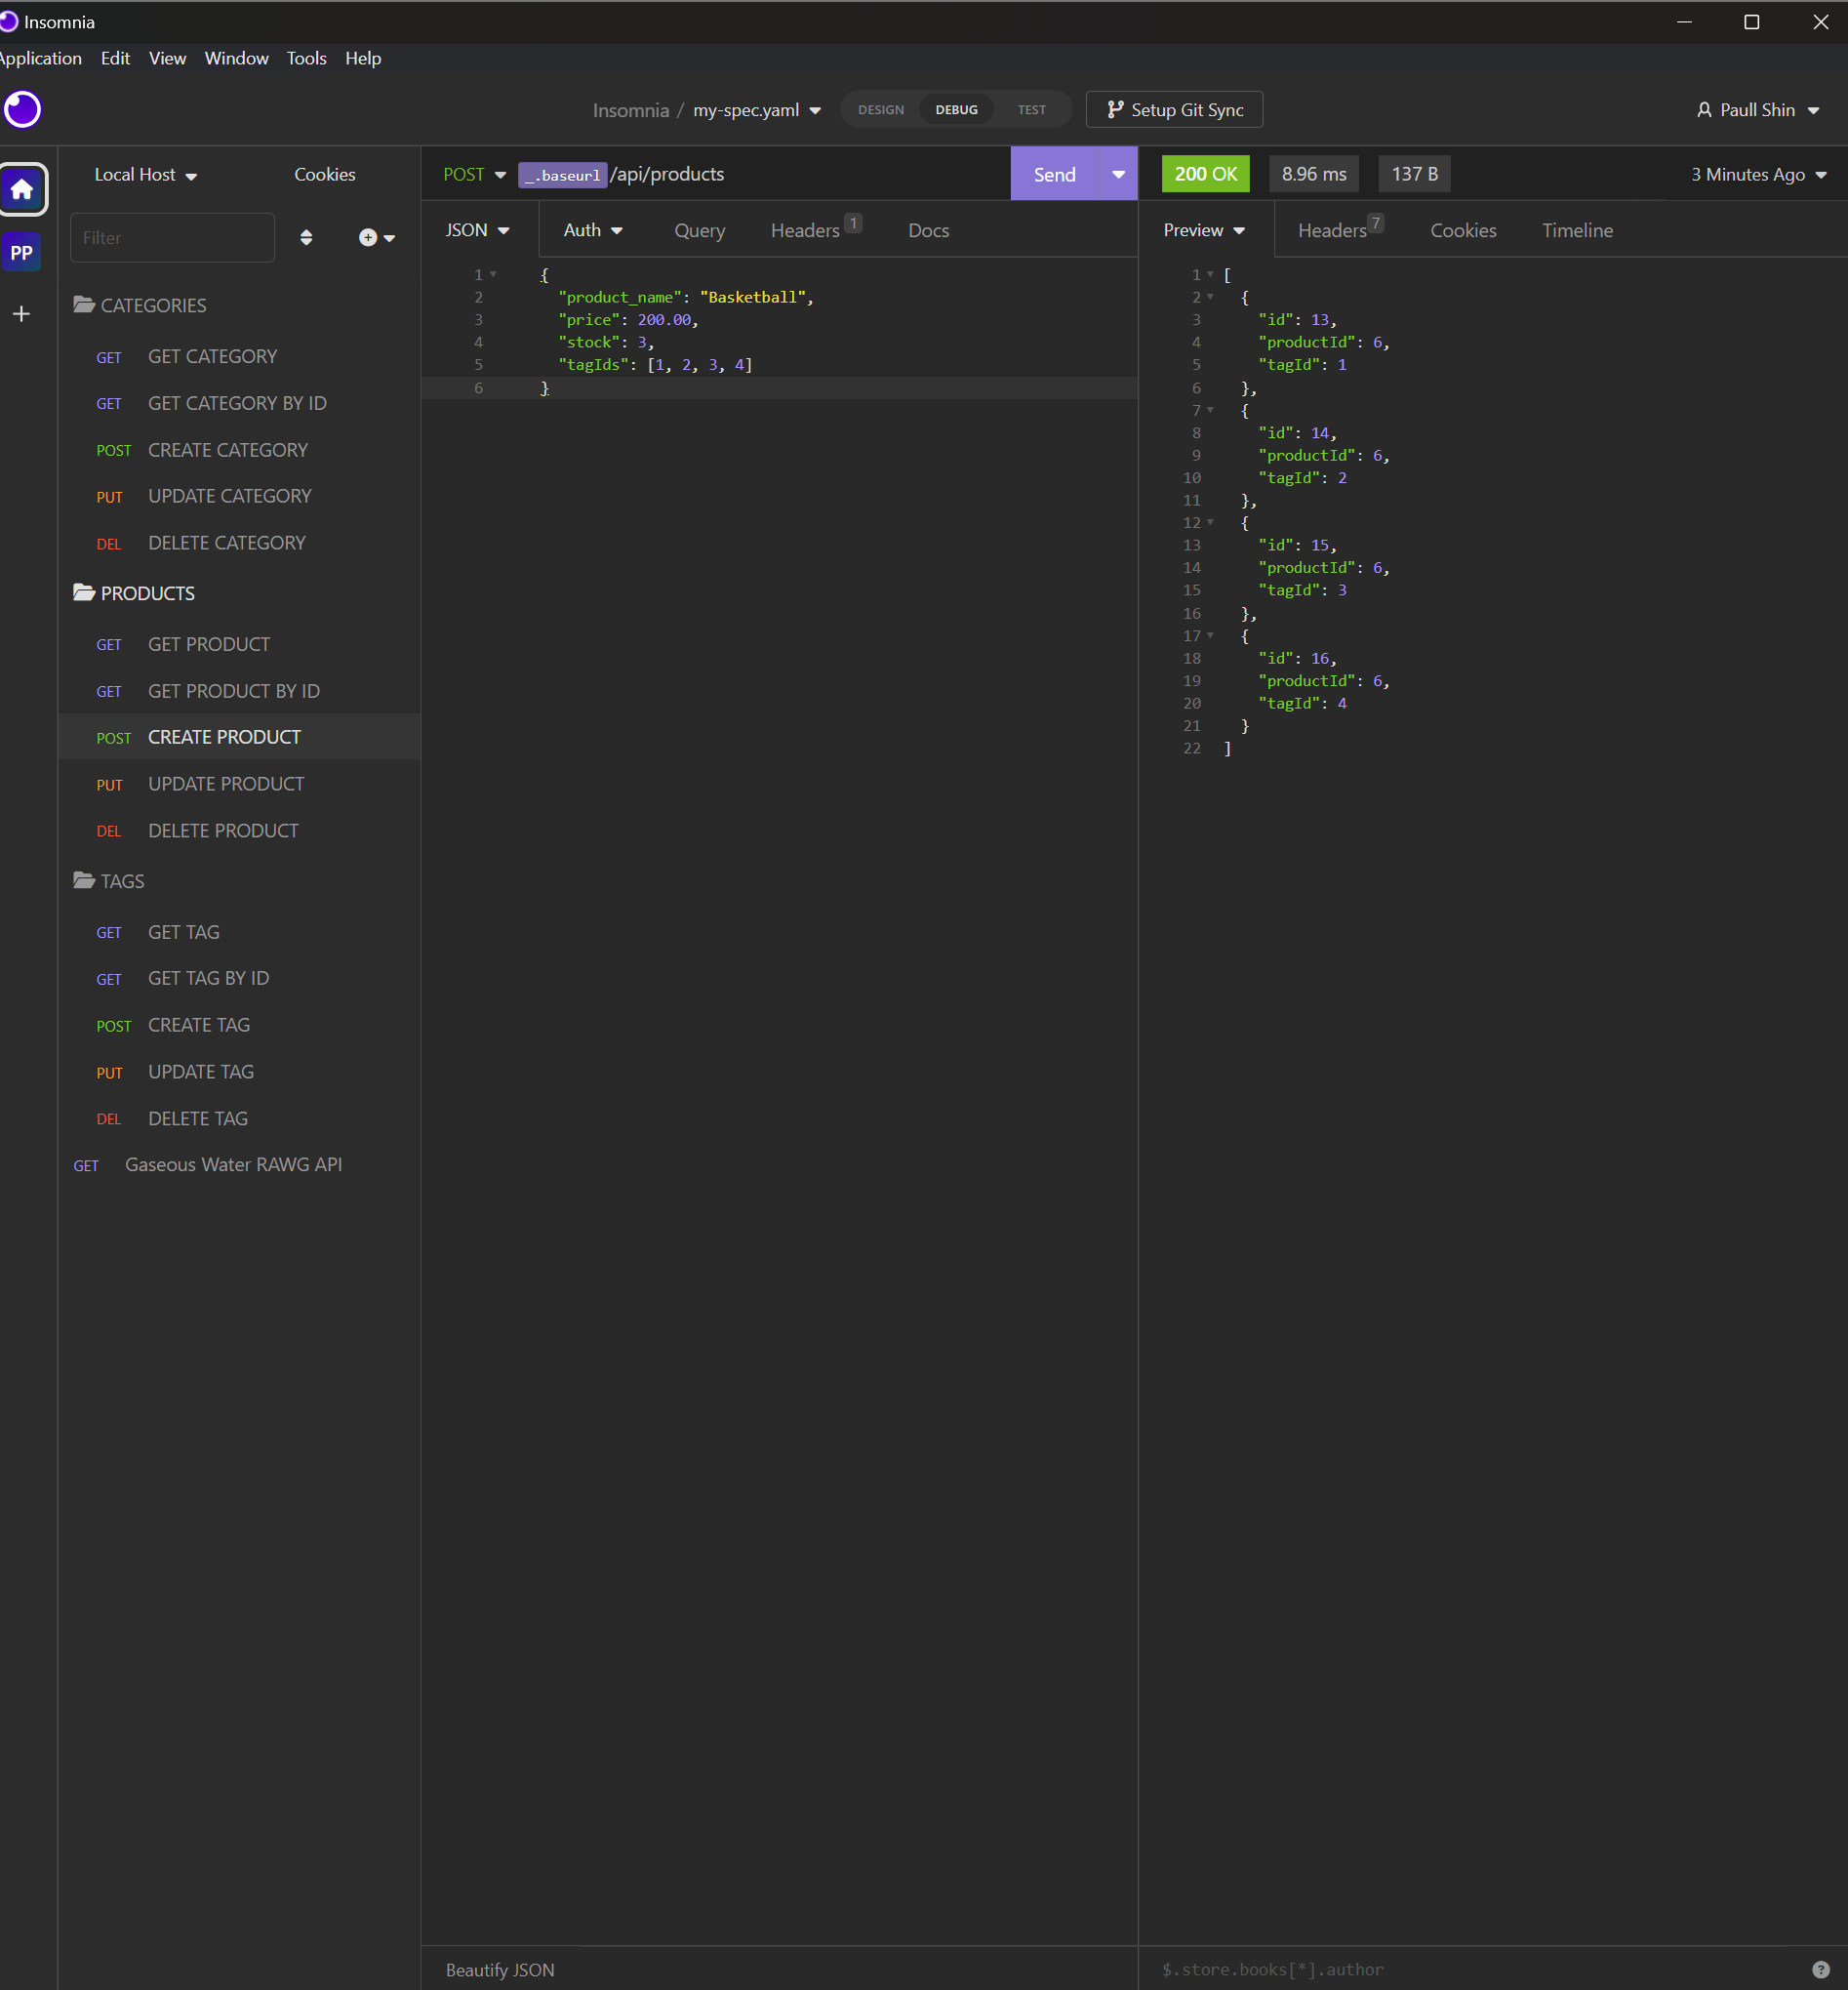 Insomnia
Application Edit View Window Tools Help
Insomnia / my-spec.yaml DESIGN DEBUG TEST Setup Git Sync Paull Shin
PP
Local Host Cookies
Filter
CATEGORIES
GET GET CATEGORY
GET GET CATEGORY BY ID
POST CREATE CATEGORY
PUT UPDATE CATEGORY
DEL DELETE CATEGORY
PRODUCTS
GET GET PRODUCT
GET GET PRODUCT BY ID
POST CREATE PRODUCT
PUT UPDATE PRODUCT
DEL DELETE PRODUCT
TAGS
GET GET TAG
GET GET TAG BY ID
POST CREATE TAG
PUT UPDATE TAG
DEL DELETE TAG
GET Gaseous Water RAWG API
POST _.baseurl /api/products Send
JSON Auth Query Headers 1 Docs
1 {
2 "product_name": "Basketball",
3 "price": 200.00,
4 "stock": 3,
5 "tagIds": [1, 2, 3, 4]
6 }
Beautify JSON
200 OK 8.96 ms 137 B 3 Minutes Ago
Preview Headers 7 Cookies Timeline
1 [
2 {
3 "id": 13,
4 "productId": 6,
5 "tagId": 1
6 },
7 {
8 "id": 14,
9 "productId": 6,
10 "tagId": 2
11 },
12 {
13 "id": 15,
14 "productId": 6,
15 "tagId": 3
16 },
17 {
18 "id": 16,
19 "productId": 6,
20 "tagId": 4
21 }
22 ]
$.store.books[*].author ?